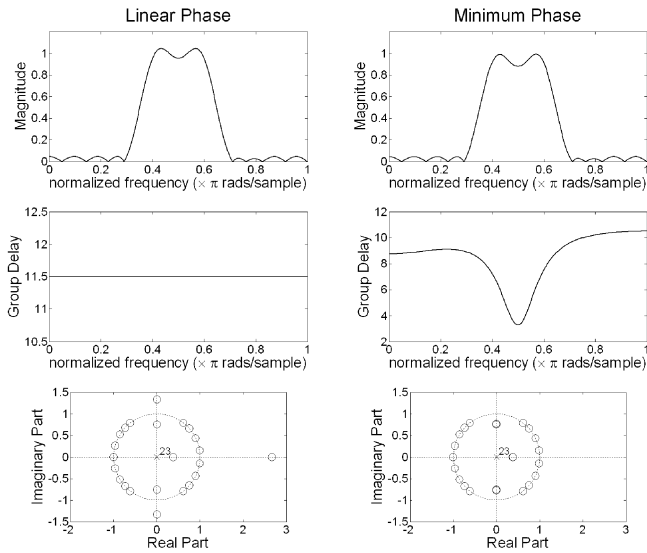 Linear Phase
Minimum Phase
Magnitude
1
0.8
0.6
0.4
0.2
0
0 0.2 0.4 0.6 0.8 1
normalized frequency (× π rads/sample)
Magnitude
1
0.8
0.6
0.4
0.2
0
0 0.2 0.4 0.6 0.8 1
normalized frequency (× π rads/sample)
Group Delay
12.5
12
11.5
11
10.5
0 0.2 0.4 0.6 0.8 1
normalized frequency (× π rads/sample)
Group Delay
12
10
8
6
4
2
0 0.2 0.4 0.6 0.8 1
normalized frequency (× π rads/sample)
Imaginary Part
1.5
1
0.5
0
-0.5
-1
-1.5
23
-2 -1 0 1 2 3
Real Part
Imaginary Part
1.5
1
0.5
0
-0.5
-1
-1.5
23
-2 -1 0 1 2 3
Real Part